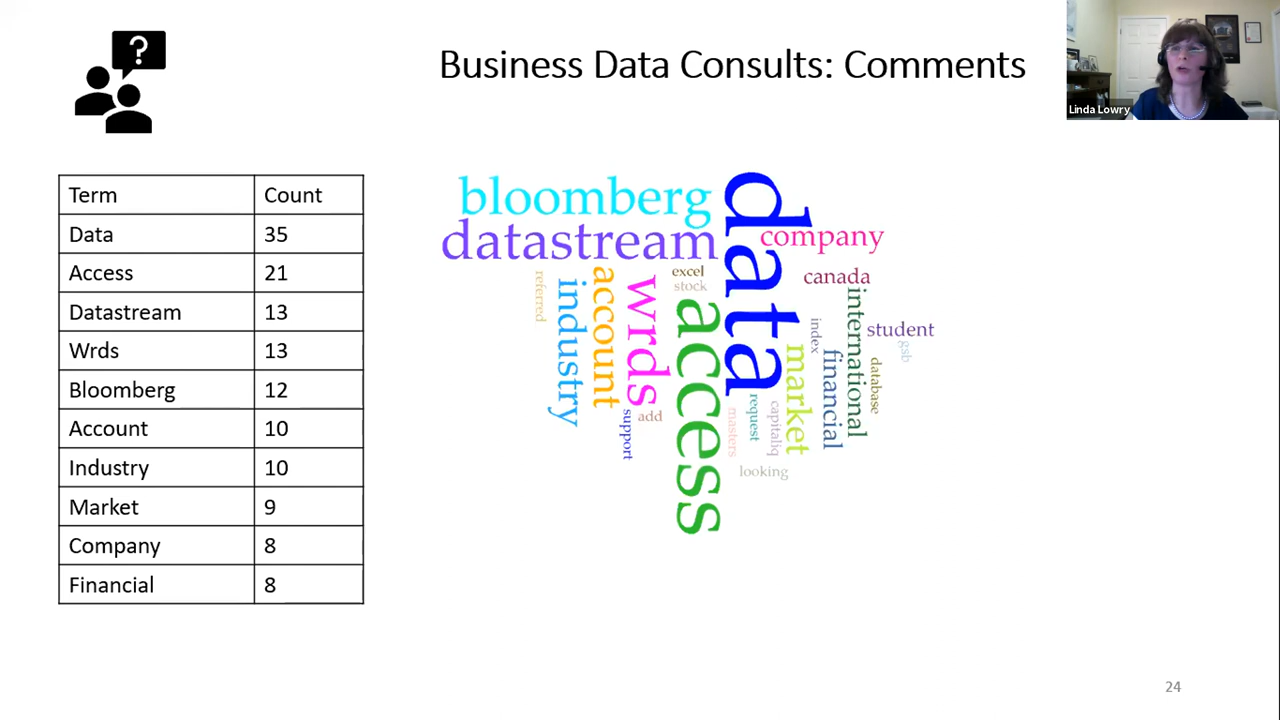 ?
Business Data Consults: Comments
Linda Lowry
Term Count
Data 35
Access 21
Datastream 13
Wrds 13
Bloomberg 12
Account 10
Industry 10
Market 9
Company 8
Financial 8
bloomberg
datastream
data
company
canada
excel
stock
referred
industry
account
wrds
access
international
student
index
gsb
financial
database
market
support
add
masters
request
capitaliq
looking
24